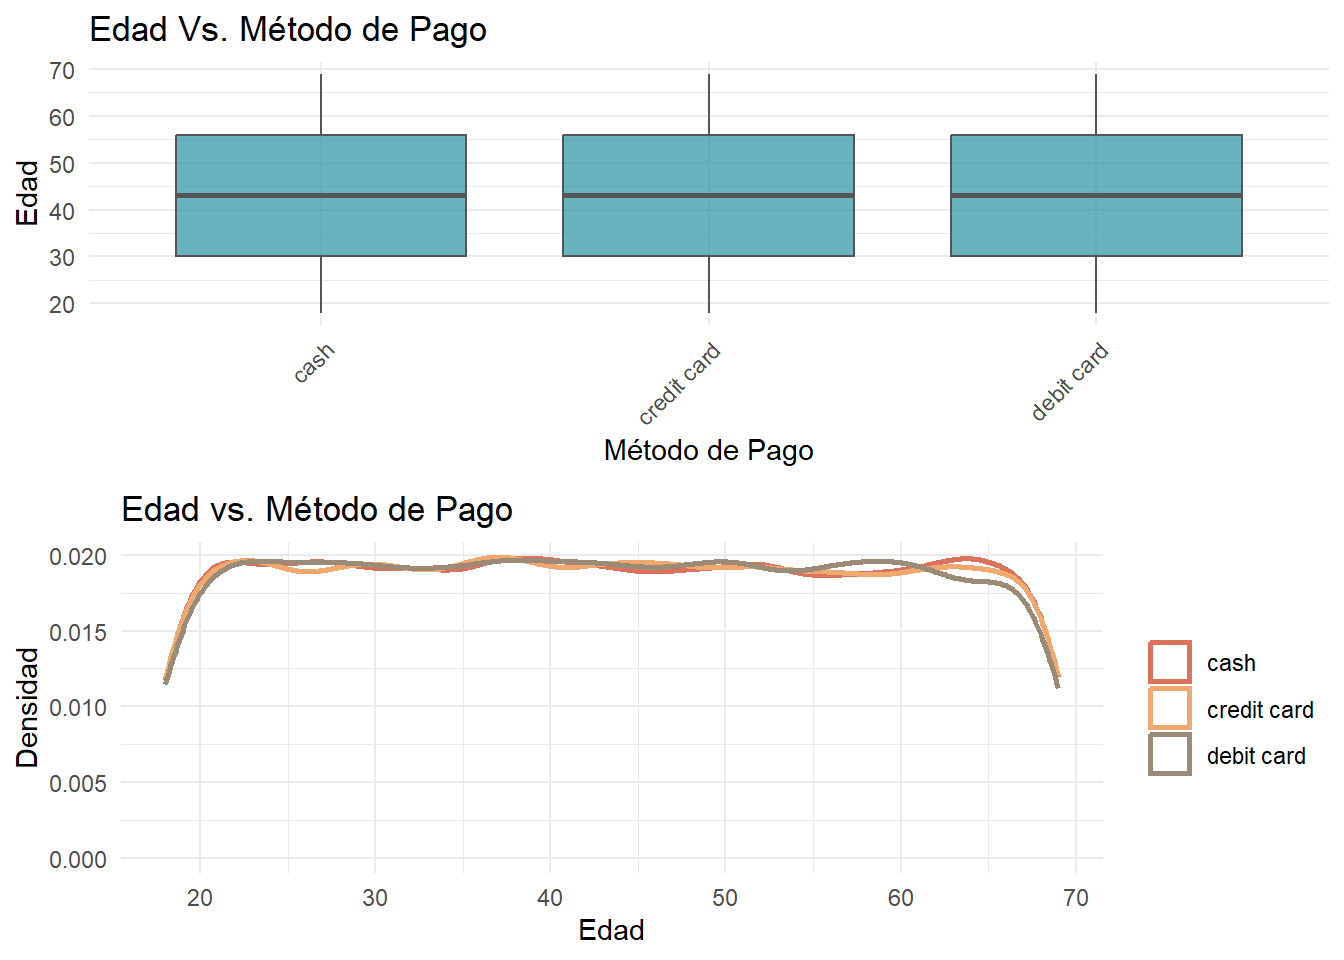 Edad Vs. Método de Pago
Edad
70
60
50
40
30
20
cash
credit card
debit card
Método de Pago
Edad vs. Método de Pago
Densidad
0.020
0.015
0.010
0.005
0.000
20 30 40 50 60 70
Edad
cash
credit card
debit card